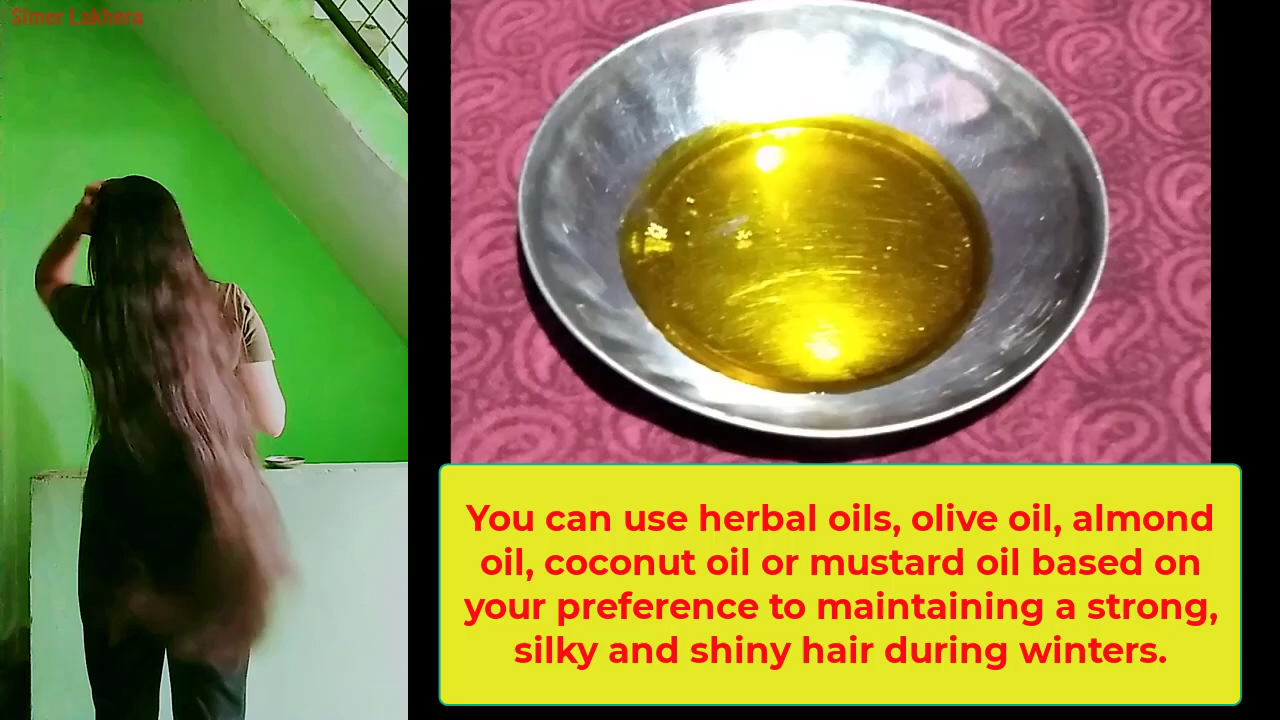 Simer Lakhera
You can use herbal oils, olive oil, almond
oil, coconut oil or mustard oil based on
your preference to maintaining a strong,
silky and shiny hair during winters.